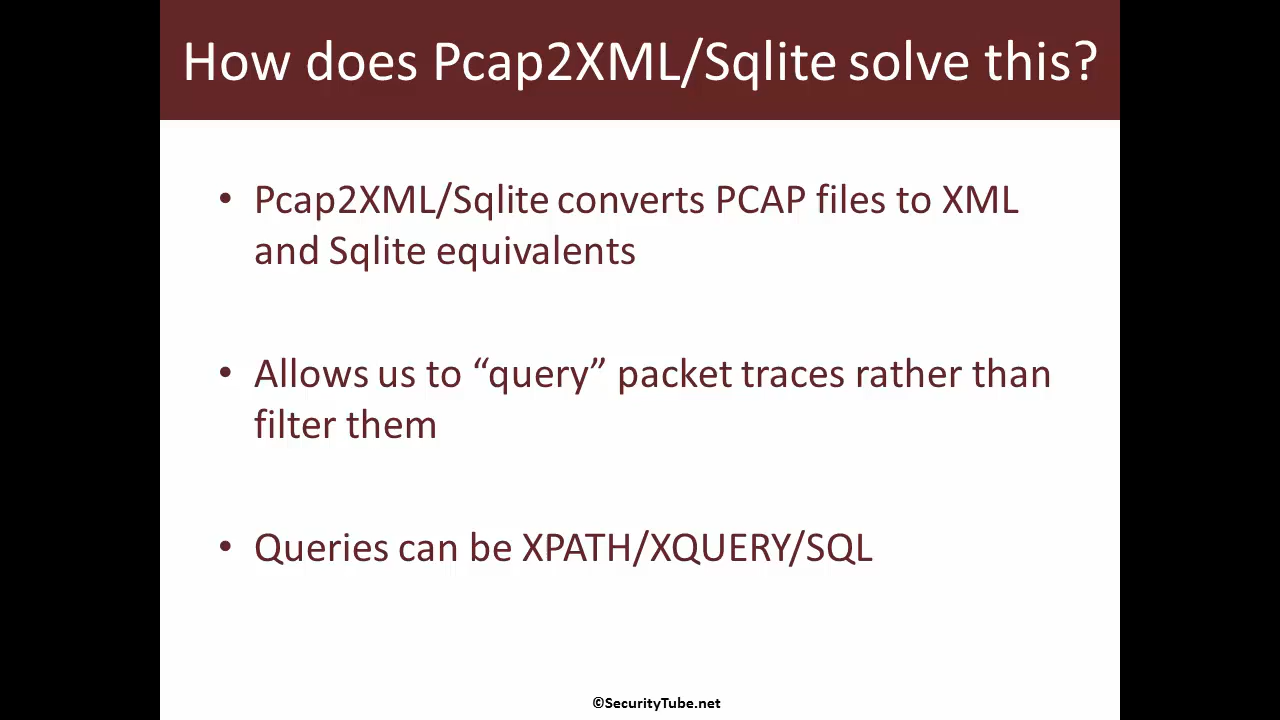 How does Pcap2XML/Sqlite solve this?
• Pcap2XML/Sqlite converts PCAP files to XML
and Sqlite equivalents
• Allows us to “query” packet traces rather than
filter them
• Queries can be XPATH/XQUERY/SQL
©SecurityTube.net